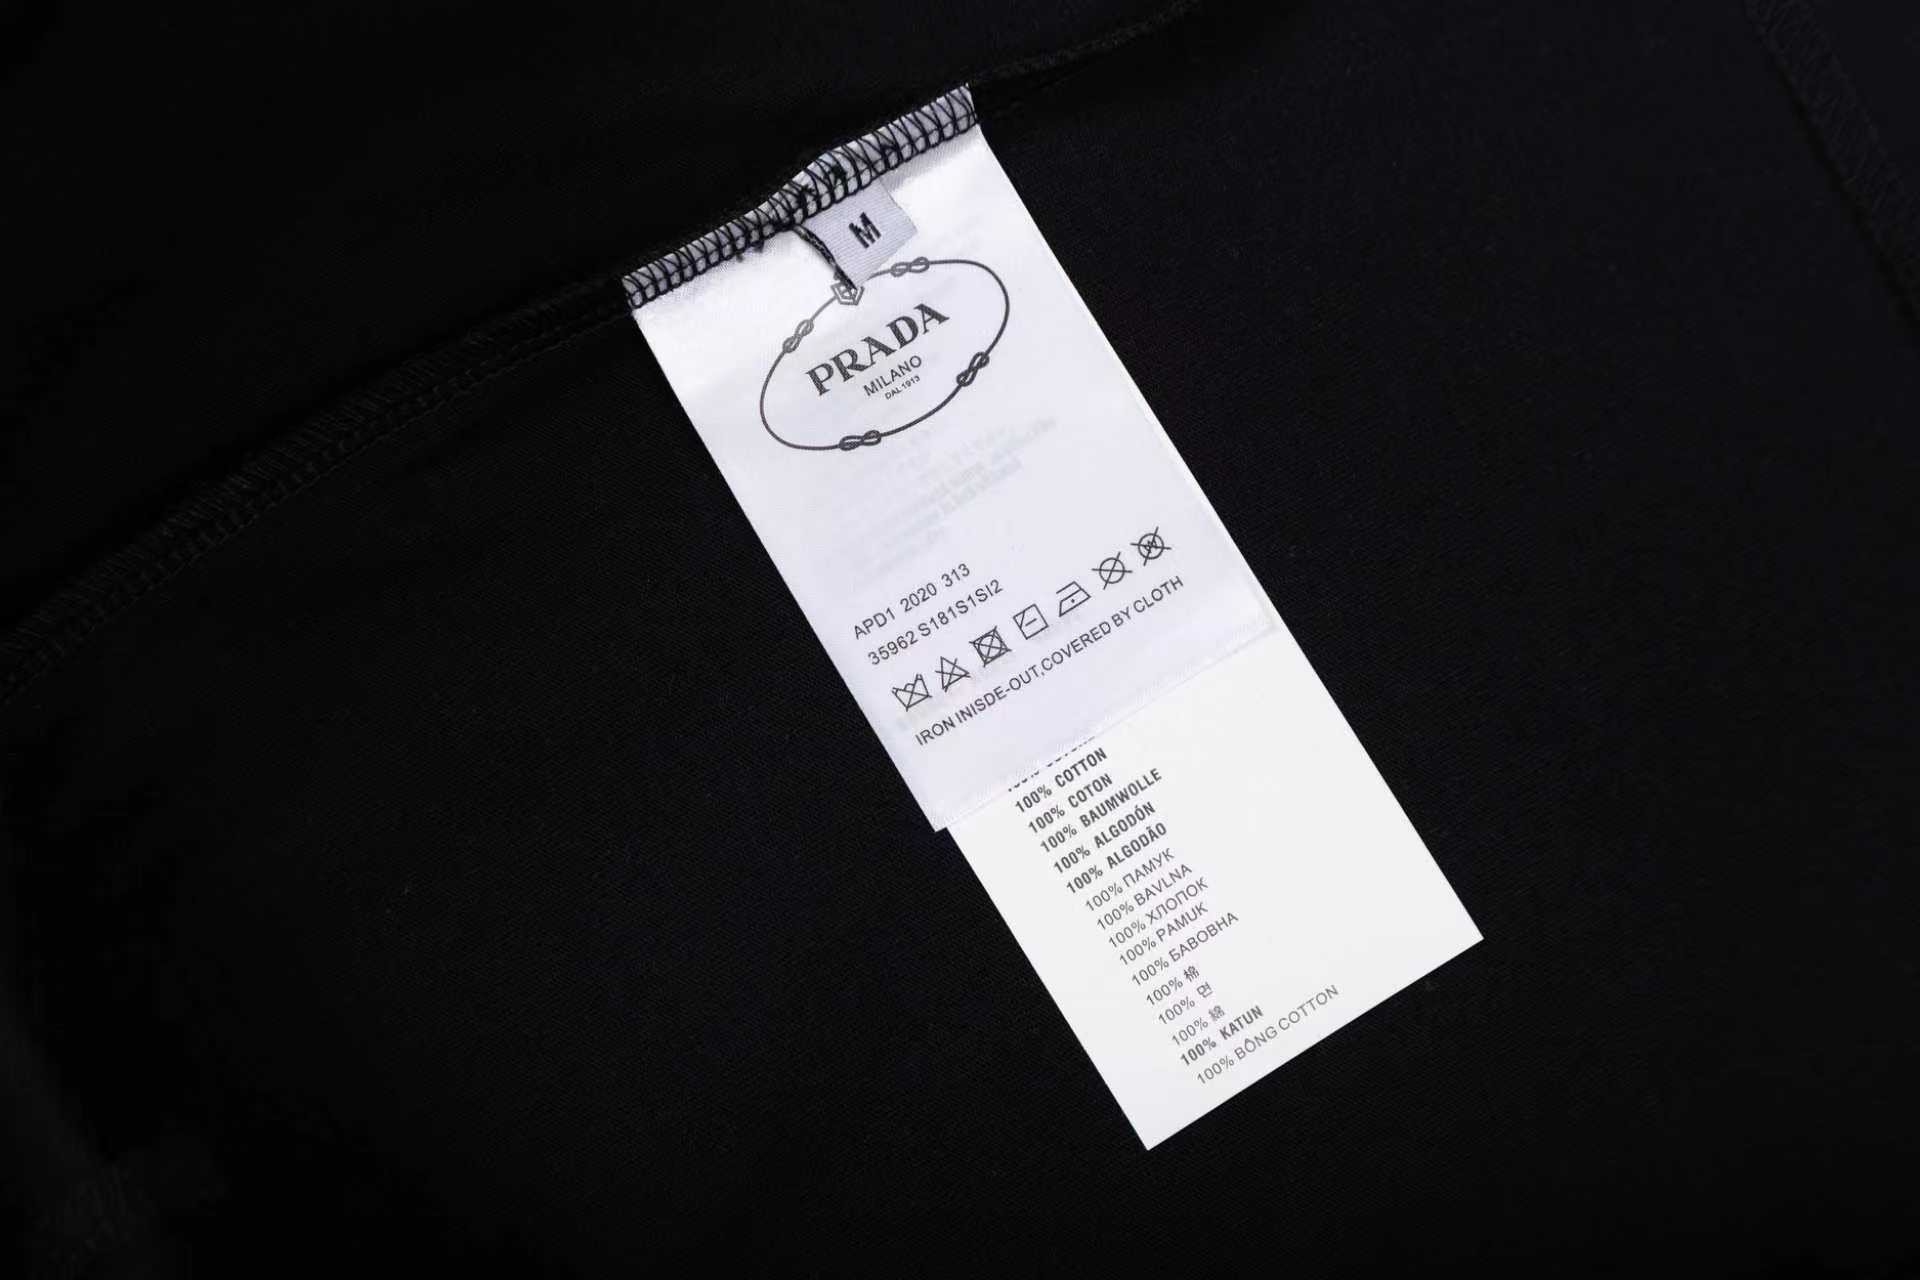 M
PRADA
MILANO
DAL 1913
APD1 2020 313
35962 S181S1SI2
IRON INISDE-OUT,COVERED BY CLOTH
100% COTTON
100% COTON
100% BAUMWOLLE
100% ALGODÓN
100% ALGODÃO
100% ПАМУК
100% BAVLNA
100% ХЛОПОК
100% PAMUK
100% БАВОВНА
100% 棉
100% 면
100% 綿
100% KATUN
100% BÔNG COTTON